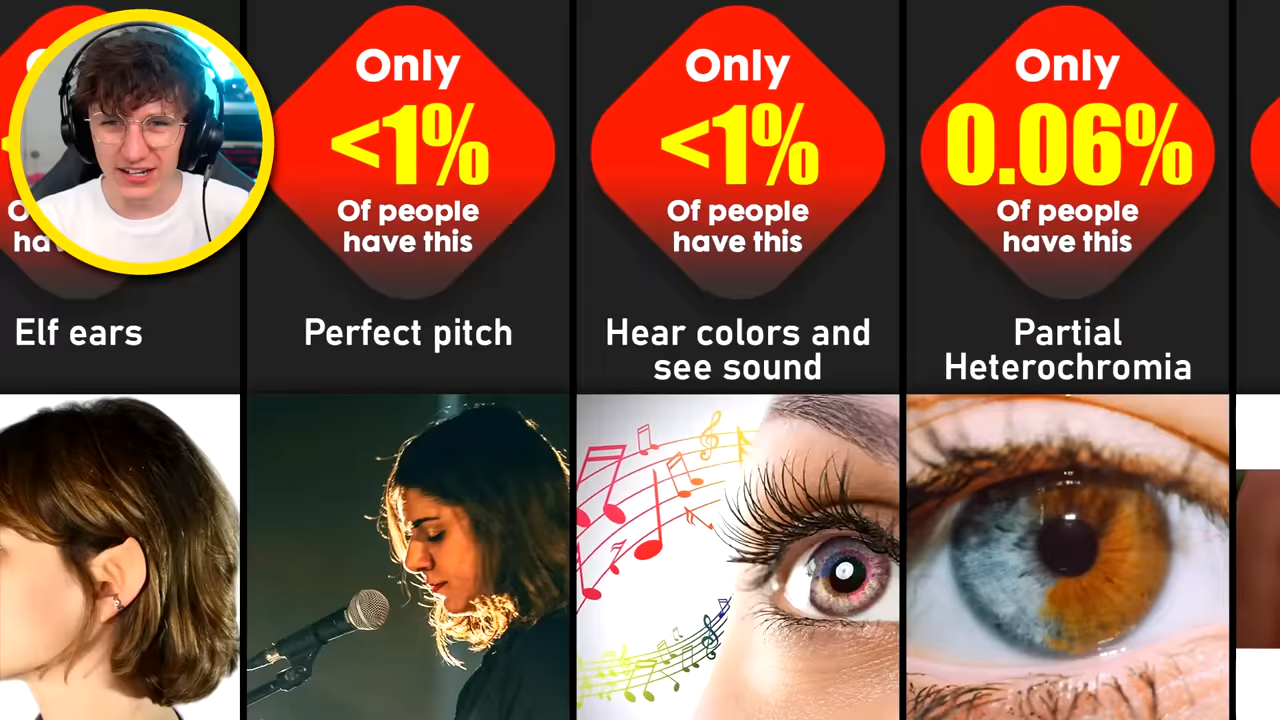 Only
<1%
Of people
have this
Perfect pitch
Only
<1%
Of people
have this
Hear colors and
see sound
Only
0.06%
Of people
have this
Partial
Heterochromia
Elf ears